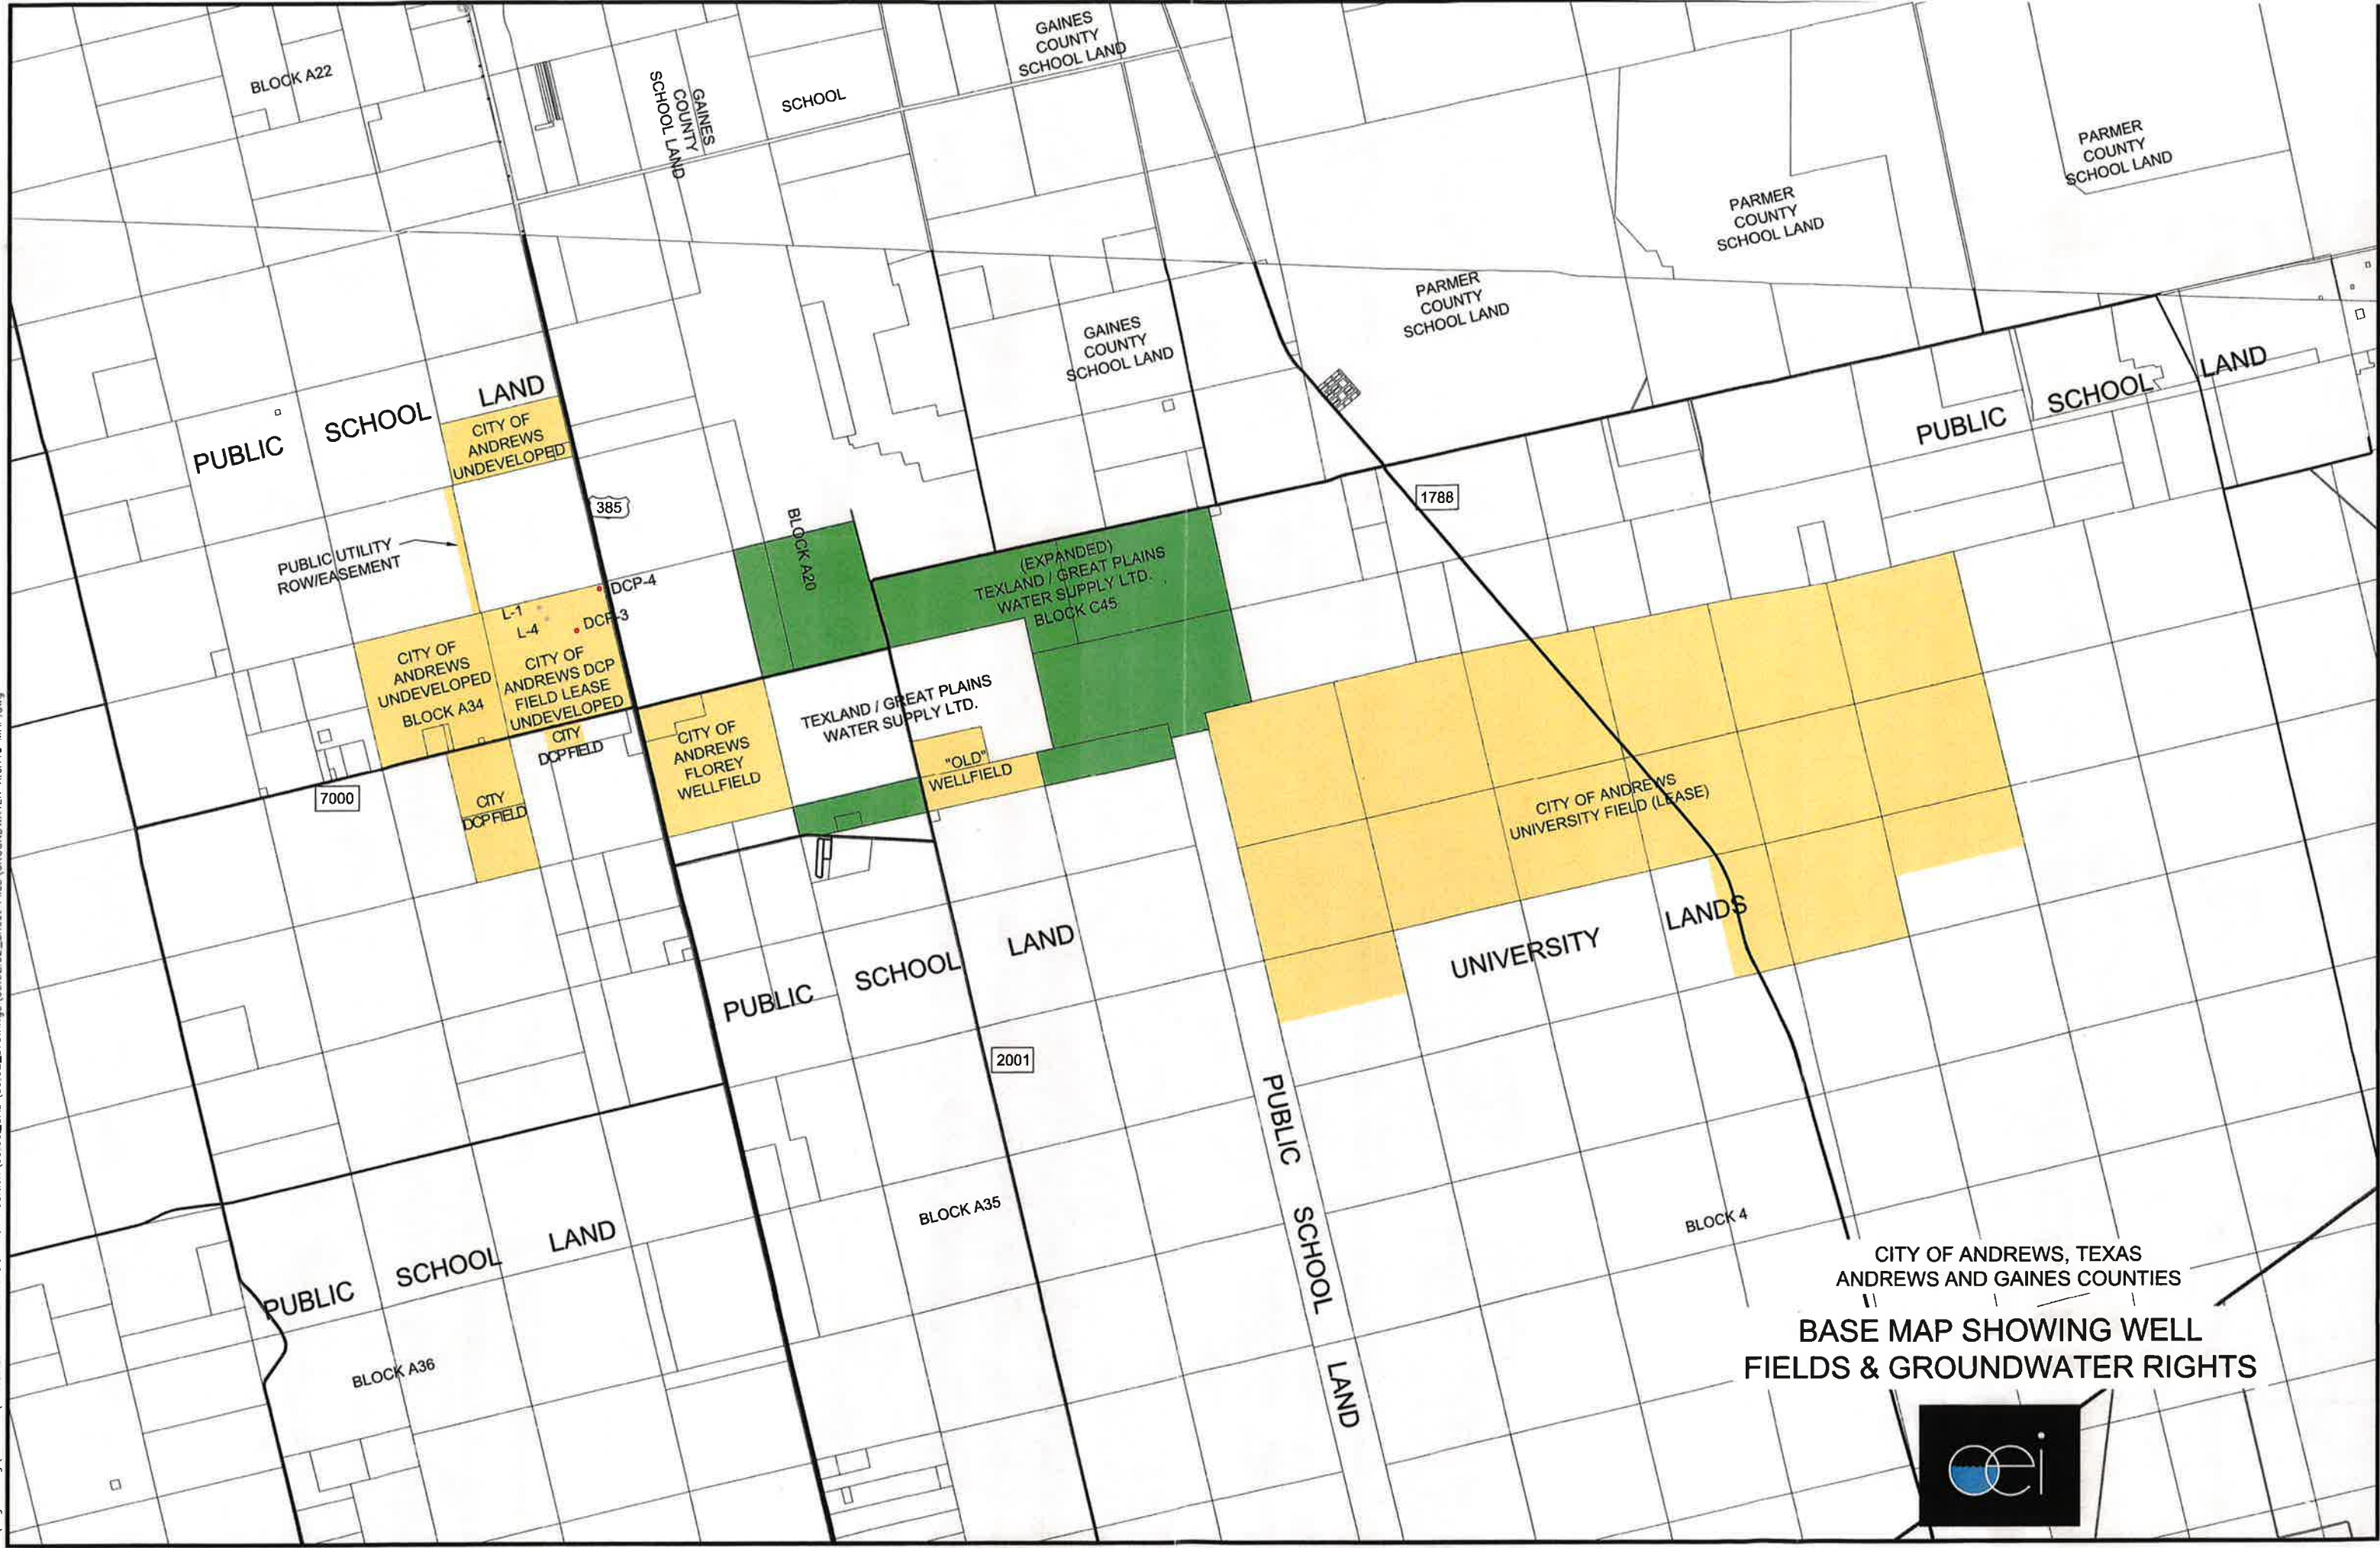 BLOCK A22
GAINES
COUNTY
SCHOOL LAND
SCHOOL
GAINES
COUNTY
SCHOOL LAND
PARMER
COUNTY
SCHOOL LAND
PARMER
COUNTY
SCHOOL LAND
PARMER
COUNTY
SCHOOL LAND
GAINES
COUNTY
SCHOOL LAND
PUBLIC SCHOOL LAND
PUBLIC SCHOOL LAND
CITY OF
ANDREWS
UNDEVELOPED
385
1788
BLOCK A20
PUBLIC UTILITY
ROW/EASEMENT
(EXPANDED)
TEXLAND / GREAT PLAINS
WATER SUPPLY LTD.
BLOCK C45
DCP-4
L-1
L-4
DCP-3
CITY OF
ANDREWS
UNDEVELOPED
BLOCK A34
CITY OF
ANDREWS DCP
FIELD LEASE
UNDEVELOPED
CITY
DCP FIELD
CITY OF
ANDREWS
FLOREY
WELLFIELD
TEXLAND / GREAT PLAINS
WATER SUPPLY LTD.
"OLD"
WELLFIELD
7000
CITY
DCP FIELD
CITY OF ANDREWS
UNIVERSITY FIELD (LEASE)
UNIVERSITY LANDS
PUBLIC SCHOOL LAND
2001
PUBLIC SCHOOL LAND
BLOCK A35
BLOCK 4
PUBLIC SCHOOL LAND
BLOCK A36
CITY OF ANDREWS, TEXAS
ANDREWS AND GAINES COUNTIES
BASE MAP SHOWING WELL
FIELDS & GROUNDWATER RIGHTS
oei